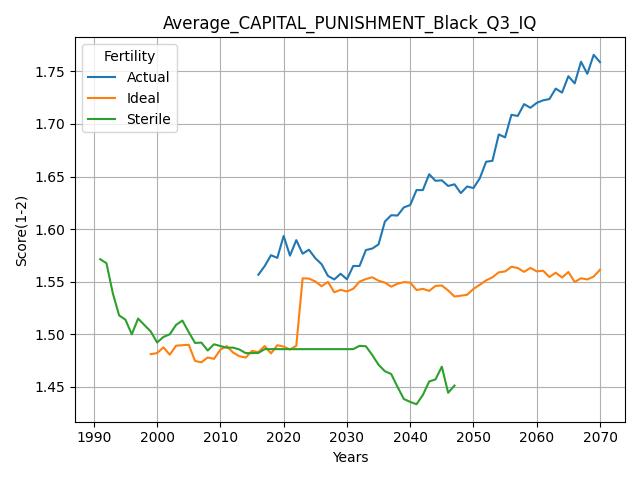 Average_CAPITAL_PUNISHMENT_Black_Q3_IQ
Fertility
Actual
Ideal
Sterile
Score(1-2)
1.75
1.70
1.65
1.60
1.55
1.50
1.45
1990 2000 2010 2020 2030 2040 2050 2060 2070
Years